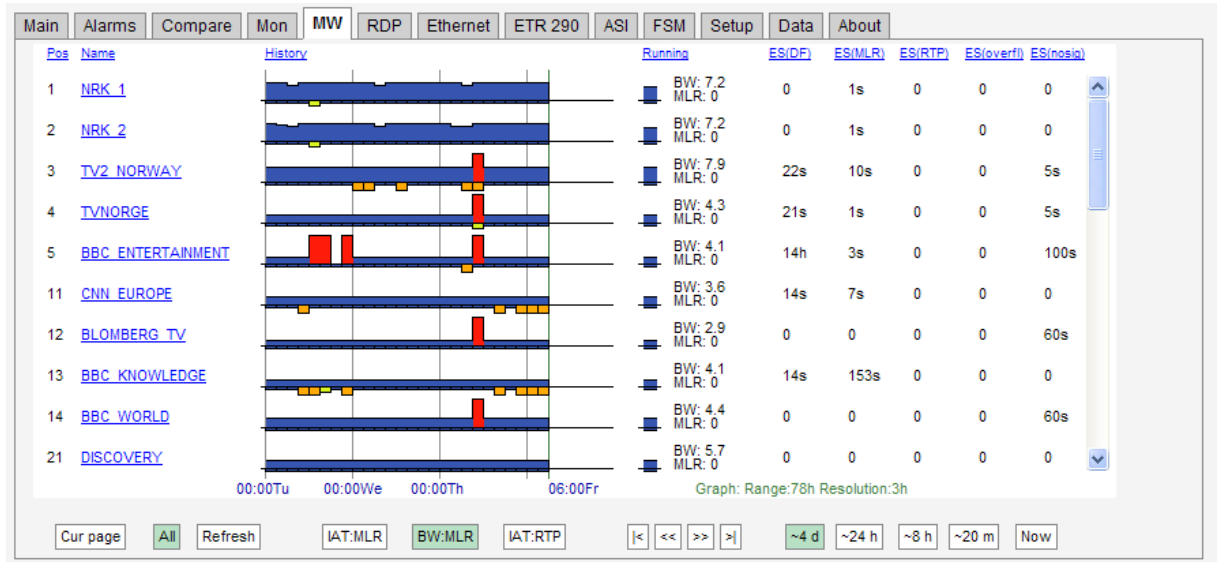 Main Alarms Compare Mon MW RDP Ethernet ETR 290 ASI FSM Setup Data About
Pos Name History Running ES(DF) ES(MLR) ES(RTP) ES(overfl) ES(nosig)
1 NRK_1 BW: 7.2 0 1s 0 0 0
MLR: 0
2 NRK_2 BW: 7.2 0 1s 0 0 0
MLR: 0
3 TV2_NORWAY BW: 7.9 22s 10s 0 0 5s
MLR: 0
4 TVNORGE BW: 4.3 21s 1s 0 0 5s
MLR: 0
5 BBC_ENTERTAINMENT BW: 4.1 14h 3s 0 0 100s
MLR: 0
11 CNN_EUROPE BW: 3.6 14s 7s 0 0 0
MLR: 0
12 BLOMBERG_TV BW: 2.9 0 0 0 0 60s
MLR: 0
13 BBC_KNOWLEDGE BW: 4.1 14s 153s 0 0 0
MLR: 0
14 BBC_WORLD BW: 4.4 0 0 0 0 60s
MLR: 0
21 DISCOVERY BW: 5.7 0 0 0 0 0
MLR: 0
00:00Tu 00:00We 00:00Th 06:00Fr Graph: Range:78h Resolution:3h
Cur page All Refresh IAT:MLR BW:MLR IAT:RTP |< << >> >| ~4 d ~24 h ~8 h ~20 m Now